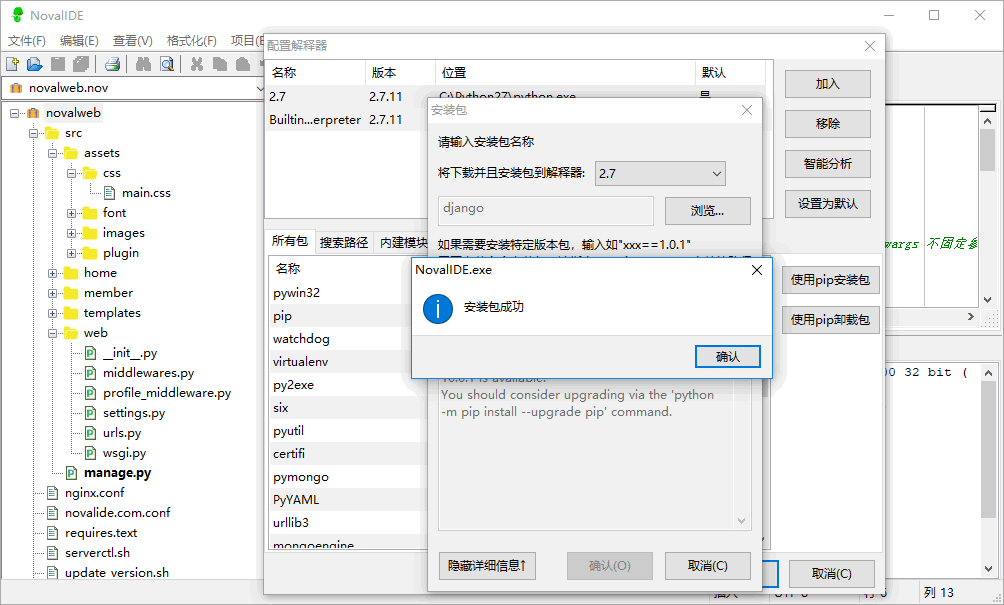 NovalIDE
文件(F) 编辑(E) 查看(V) 格式化(F) 项目(
novalweb.nov
novalweb
src
assets
css
main.css
font
images
plugin
home
member
templates
web
__init__.py
middlewares.py
profile_middleware.py
settings.py
urls.py
wsgi.py
manage.py
nginx.conf
novalide.com.conf
requires.text
serverctl.sh
update_version.sh
配置解释器
名称 版本 位置 默认
2.7 2.7.11 C:\Python27\python.exe 是
Builtin...erpreter 2.7.11
加入
移除
智能分析
设置为默认
所有包 搜索路径 内建模块
名称
pywin32
pip
watchdog
virtualenv
py2exe
six
pyutil
certifi
pymongo
PyYAML
urllib3
mongoengine
使用pip安装包
使用pip卸载包
取消(C)
安装包
请输入安装包名称
将下载并且安装包到解释器: 2.7
django
浏览...
如果需要安装特定版本包，输入如"xxx==1.0.1"
NovalIDE.exe
安装包成功
确认
10.0.1 is available.
You should consider upgrading via the 'python
-m pip install --upgrade pip' command.
隐藏详细信息↑ 确认(O) 取消(C)
wargs 不固定参
00 32 bit (
列 13